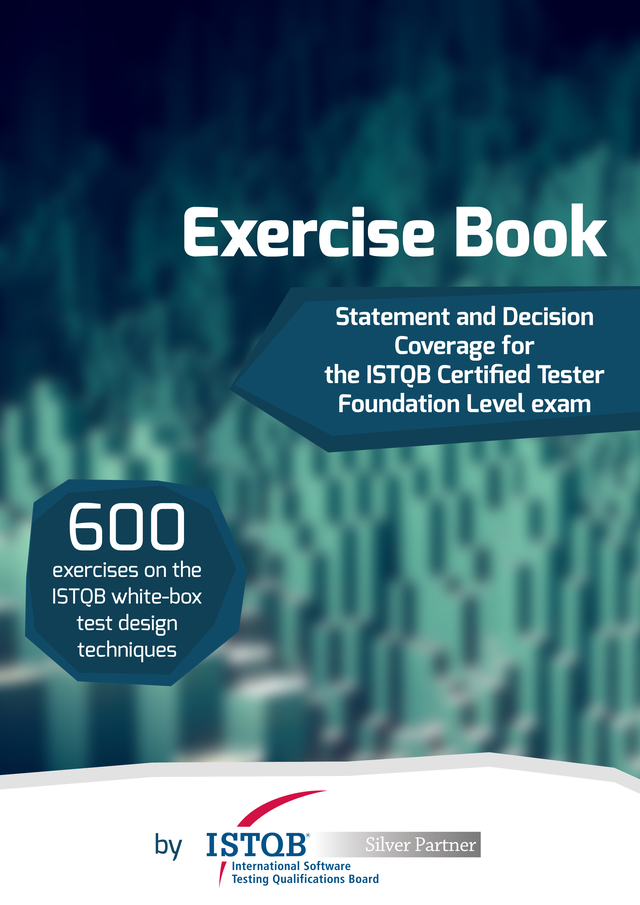 Exercise Book
Statement and Decision
Coverage for
the ISTQB Certified Tester
Foundation Level exam
600
exercises on the
ISTQB white-box
test design
techniques
by
ISTQB®
Silver Partner
International Software
Testing Qualifications Board